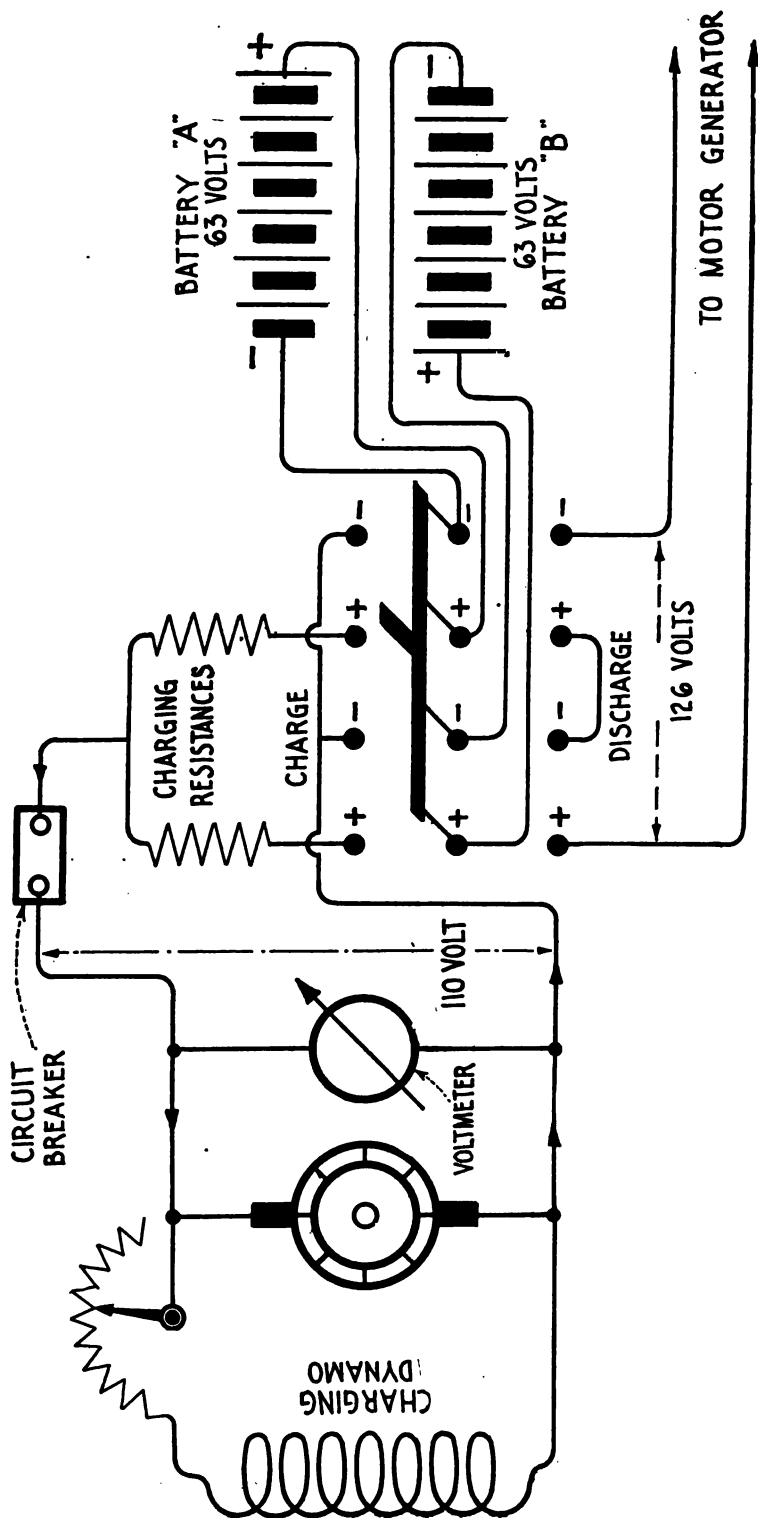 BATTERY "A"
63 VOLTS
+
-
-
63 VOLTS
BATTERY "B"
+
TO MOTOR GENERATOR
CIRCUIT
BREAKER
CHARGING
RESISTANCES
CHARGE
+
-
+
-
+
-
+
-
+
-
+
-
DISCHARGE
126 VOLTS
110 VOLT
VOLTMETER
CHARGING
DYNAMO